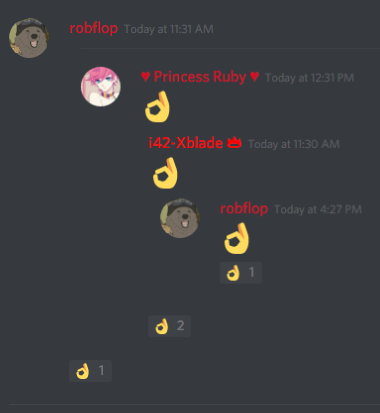 robflop Today at 11:31 AM
♥ Princess Ruby ♥ Today at 12:31 PM
👌
i42-Xblade Today at 11:30 AM
👌
robflop Today at 4:27 PM
👌
👌 1
👌 2
👌 1